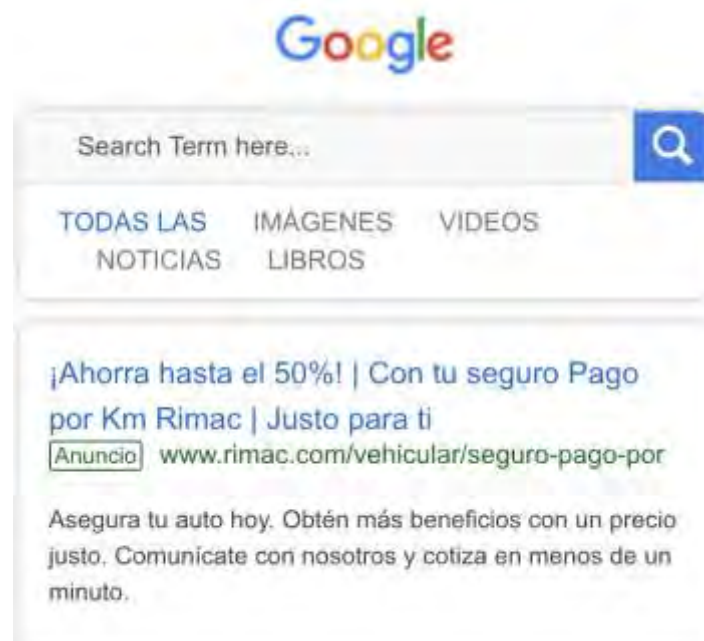 Google
Search Term here...
TODAS LAS IMÁGENES VIDEOS
NOTICIAS LIBROS
¡Ahorra hasta el 50%! | Con tu seguro Pago
por Km Rimac | Justo para ti
Anuncio www.rimac.com/vehicular/seguro-pago-por
Asegura tu auto hoy. Obtén más beneficios con un precio
justo. Comunícate con nosotros y cotiza en menos de un
minuto.